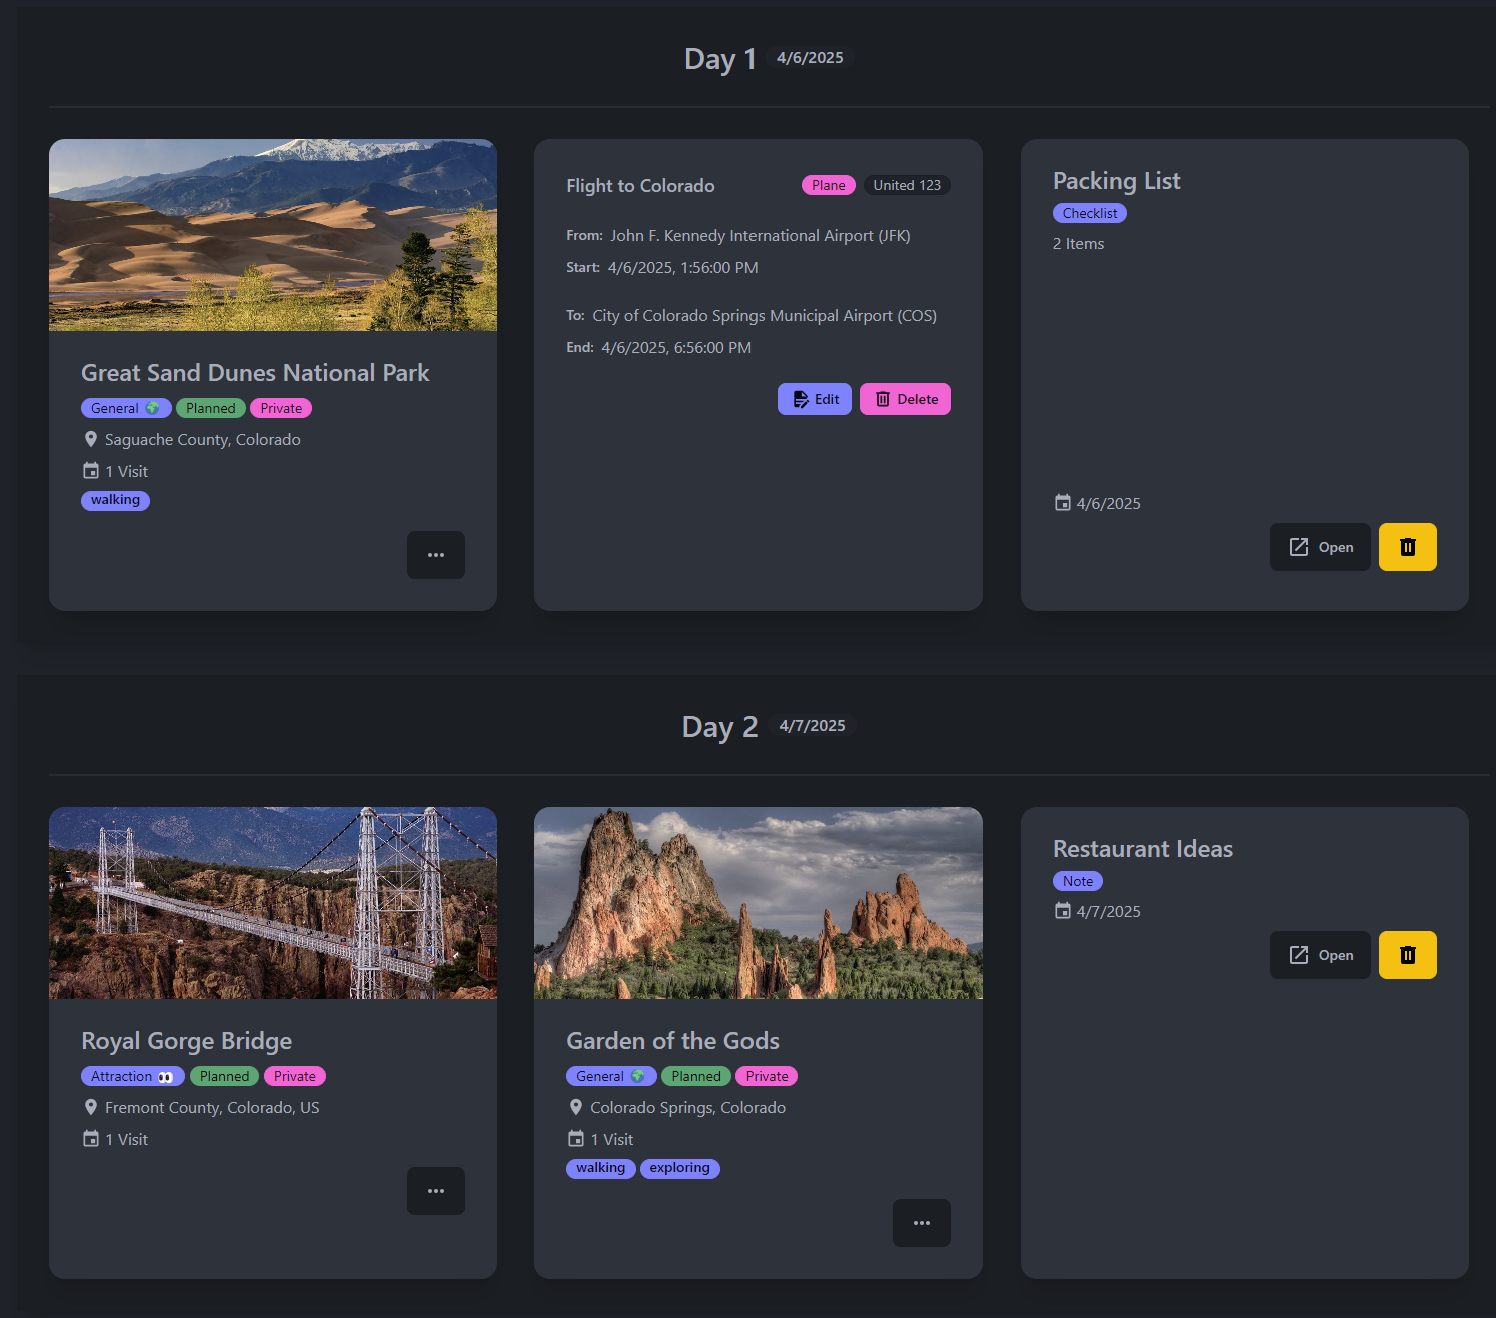 Day 1 4/6/2025
Great Sand Dunes National Park
General Planned Private
Saguache County, Colorado
1 Visit
walking
...
Flight to Colorado Plane United 123
From: John F. Kennedy International Airport (JFK)
Start: 4/6/2025, 1:56:00 PM
To: City of Colorado Springs Municipal Airport (COS)
End: 4/6/2025, 6:56:00 PM
Edit Delete
Packing List
Checklist
2 Items
4/6/2025
Open
Day 2 4/7/2025
Royal Gorge Bridge
Attraction Planned Private
Fremont County, Colorado, US
1 Visit
...
Garden of the Gods
General Planned Private
Colorado Springs, Colorado
1 Visit
walking exploring
...
Restaurant Ideas
Note
4/7/2025
Open